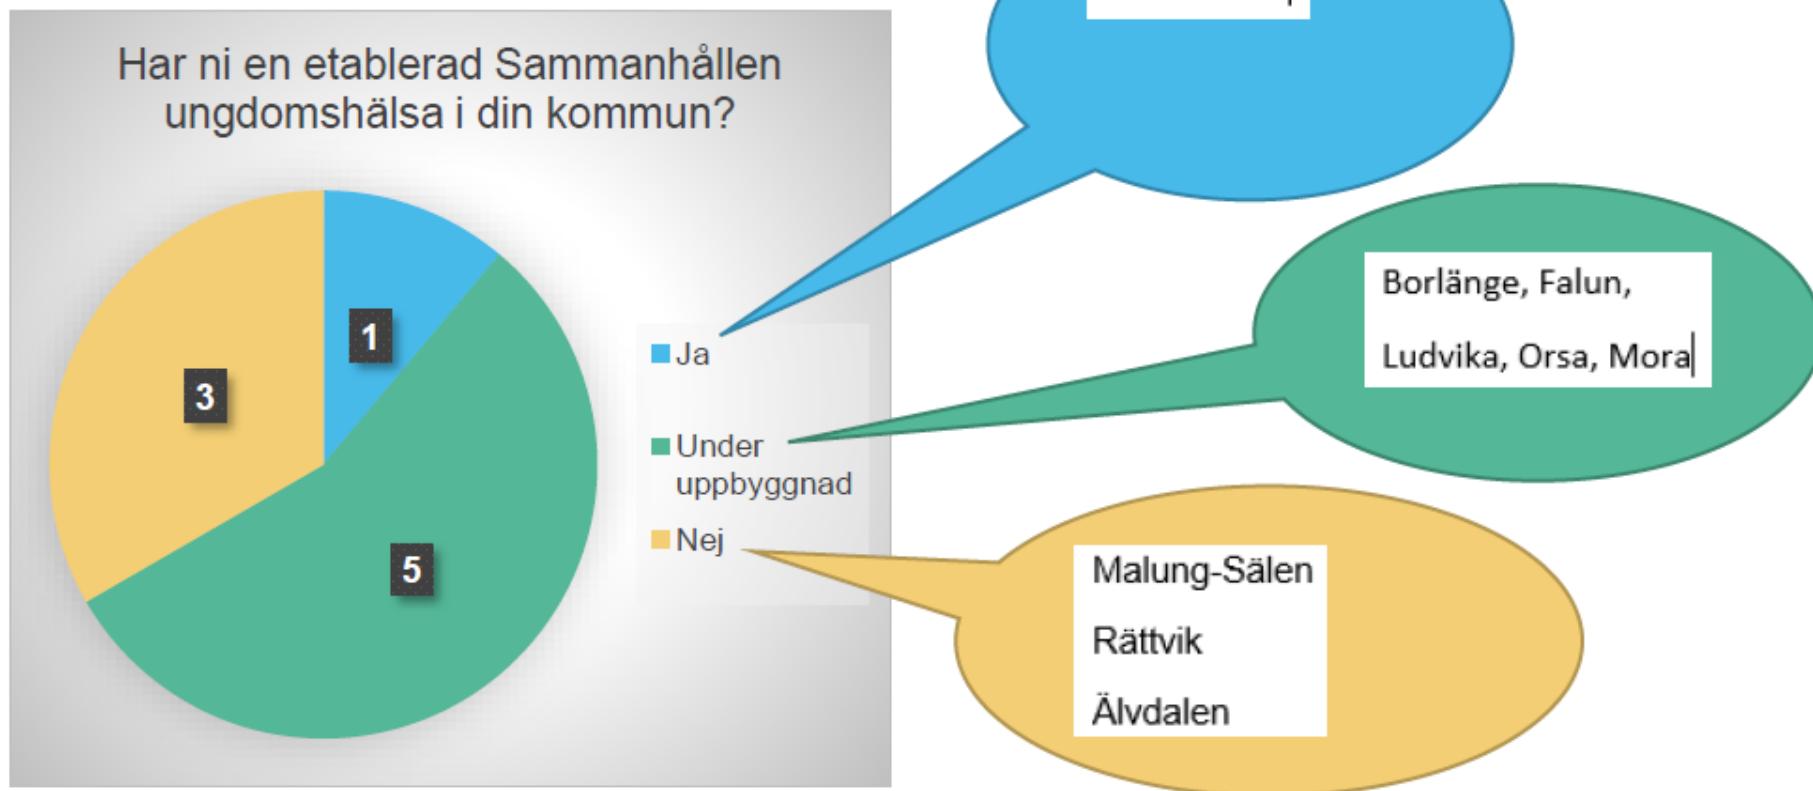 Har ni en etablerad Sammanhållen
ungdomshälsa i din kommun?
1
3
5
Ja
Under
uppbyggnad
Nej
Borlänge, Falun,
Ludvika, Orsa, Mora
Malung-Sälen
Rättvik
Älvdalen